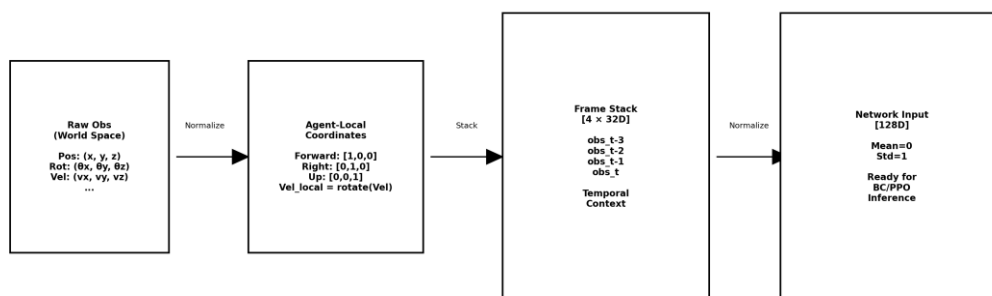 Raw Obs
(World Space)
Pos: (x, y, z)
Rot: (θx, θy, θz)
Vel: (vx, vy, vz)
...
Normalize
Agent-Local
Coordinates
Forward: [1,0,0]
Right: [0,1,0]
Up: [0,0,1]
Vel_local = rotate(Vel)
Stack
Frame Stack
[4 × 32D]
obs_t-3
obs_t-2
obs_t-1
obs_t
Temporal
Context
Normalize
Network Input
[128D]
Mean=0
Std=1
Ready for
BC/PPO
Inference